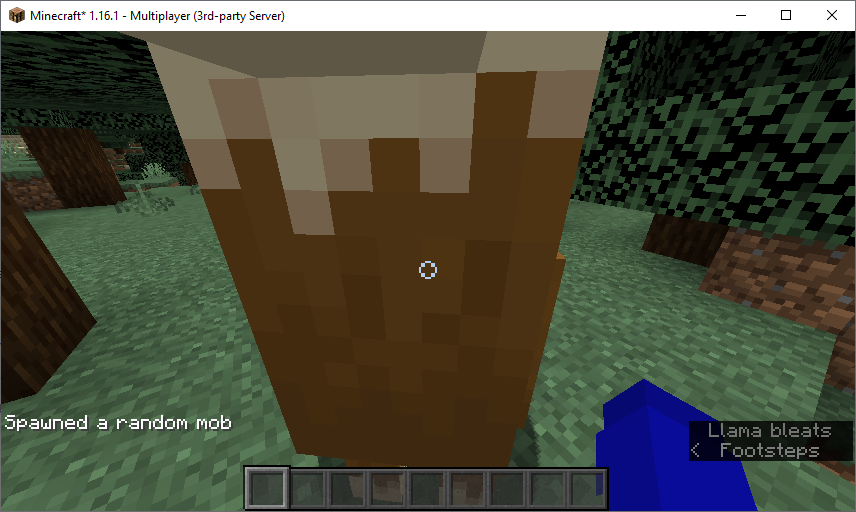 Minecraft* 1.16.1 - Multiplayer (3rd-party Server)
Spawned a random mob
Llama bleats
< Footsteps